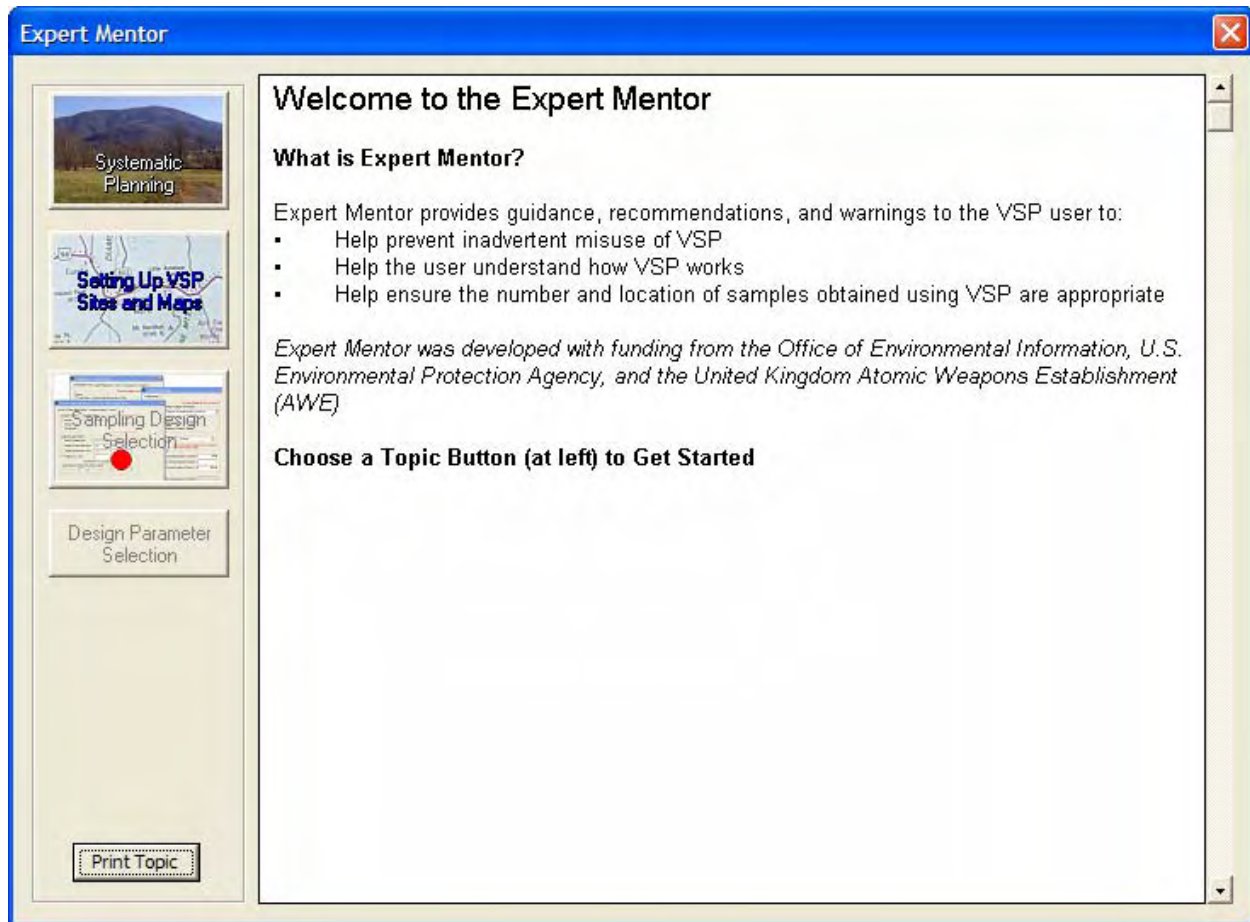 Expert Mentor
Systematic
Planning
Setting Up VSP
Sites and Maps
Sampling Design
Selection
Design Parameter
Selection
Print Topic
Welcome to the Expert Mentor
What is Expert Mentor?
Expert Mentor provides guidance, recommendations, and warnings to the VSP user to:
▪ Help prevent inadvertent misuse of VSP
▪ Help the user understand how VSP works
▪ Help ensure the number and location of samples obtained using VSP are appropriate
Expert Mentor was developed with funding from the Office of Environmental Information, U.S.
Environmental Protection Agency, and the United Kingdom Atomic Weapons Establishment
(AWE)
Choose a Topic Button (at left) to Get Started